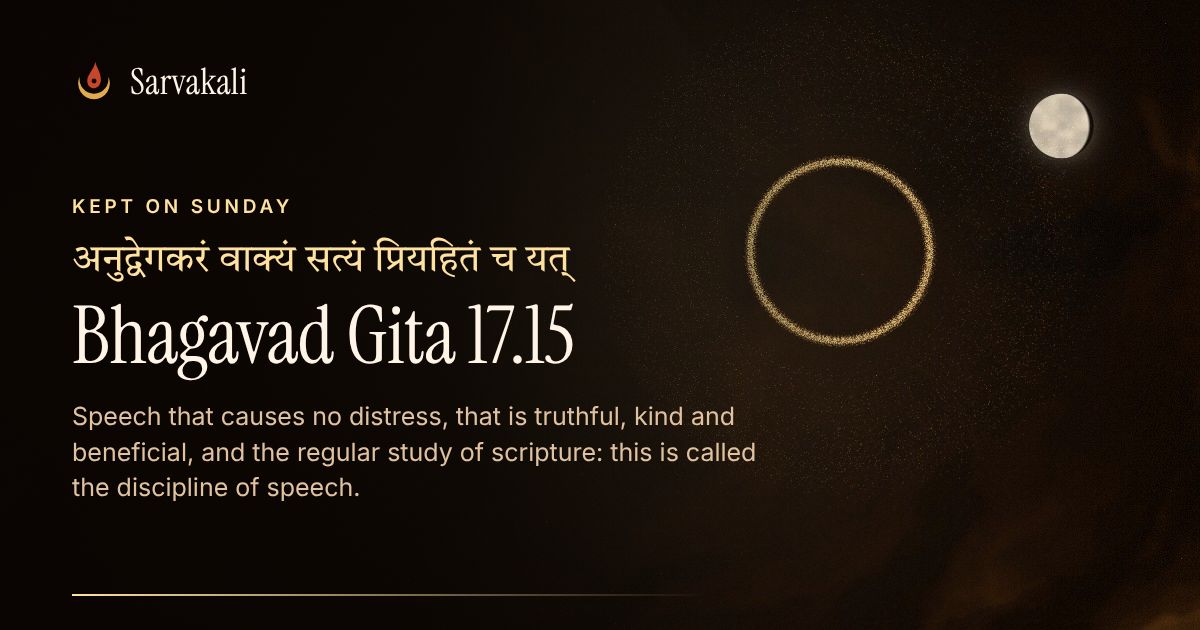 Sarvakali
KEPT ON SUNDAY
अनुद्वेगकरं वाक्यं सत्यं प्रियहितं च यत्
Bhagavad Gita 17.15
Speech that causes no distress, that is truthful, kind and
beneficial, and the regular study of scripture: this is called
the discipline of speech.